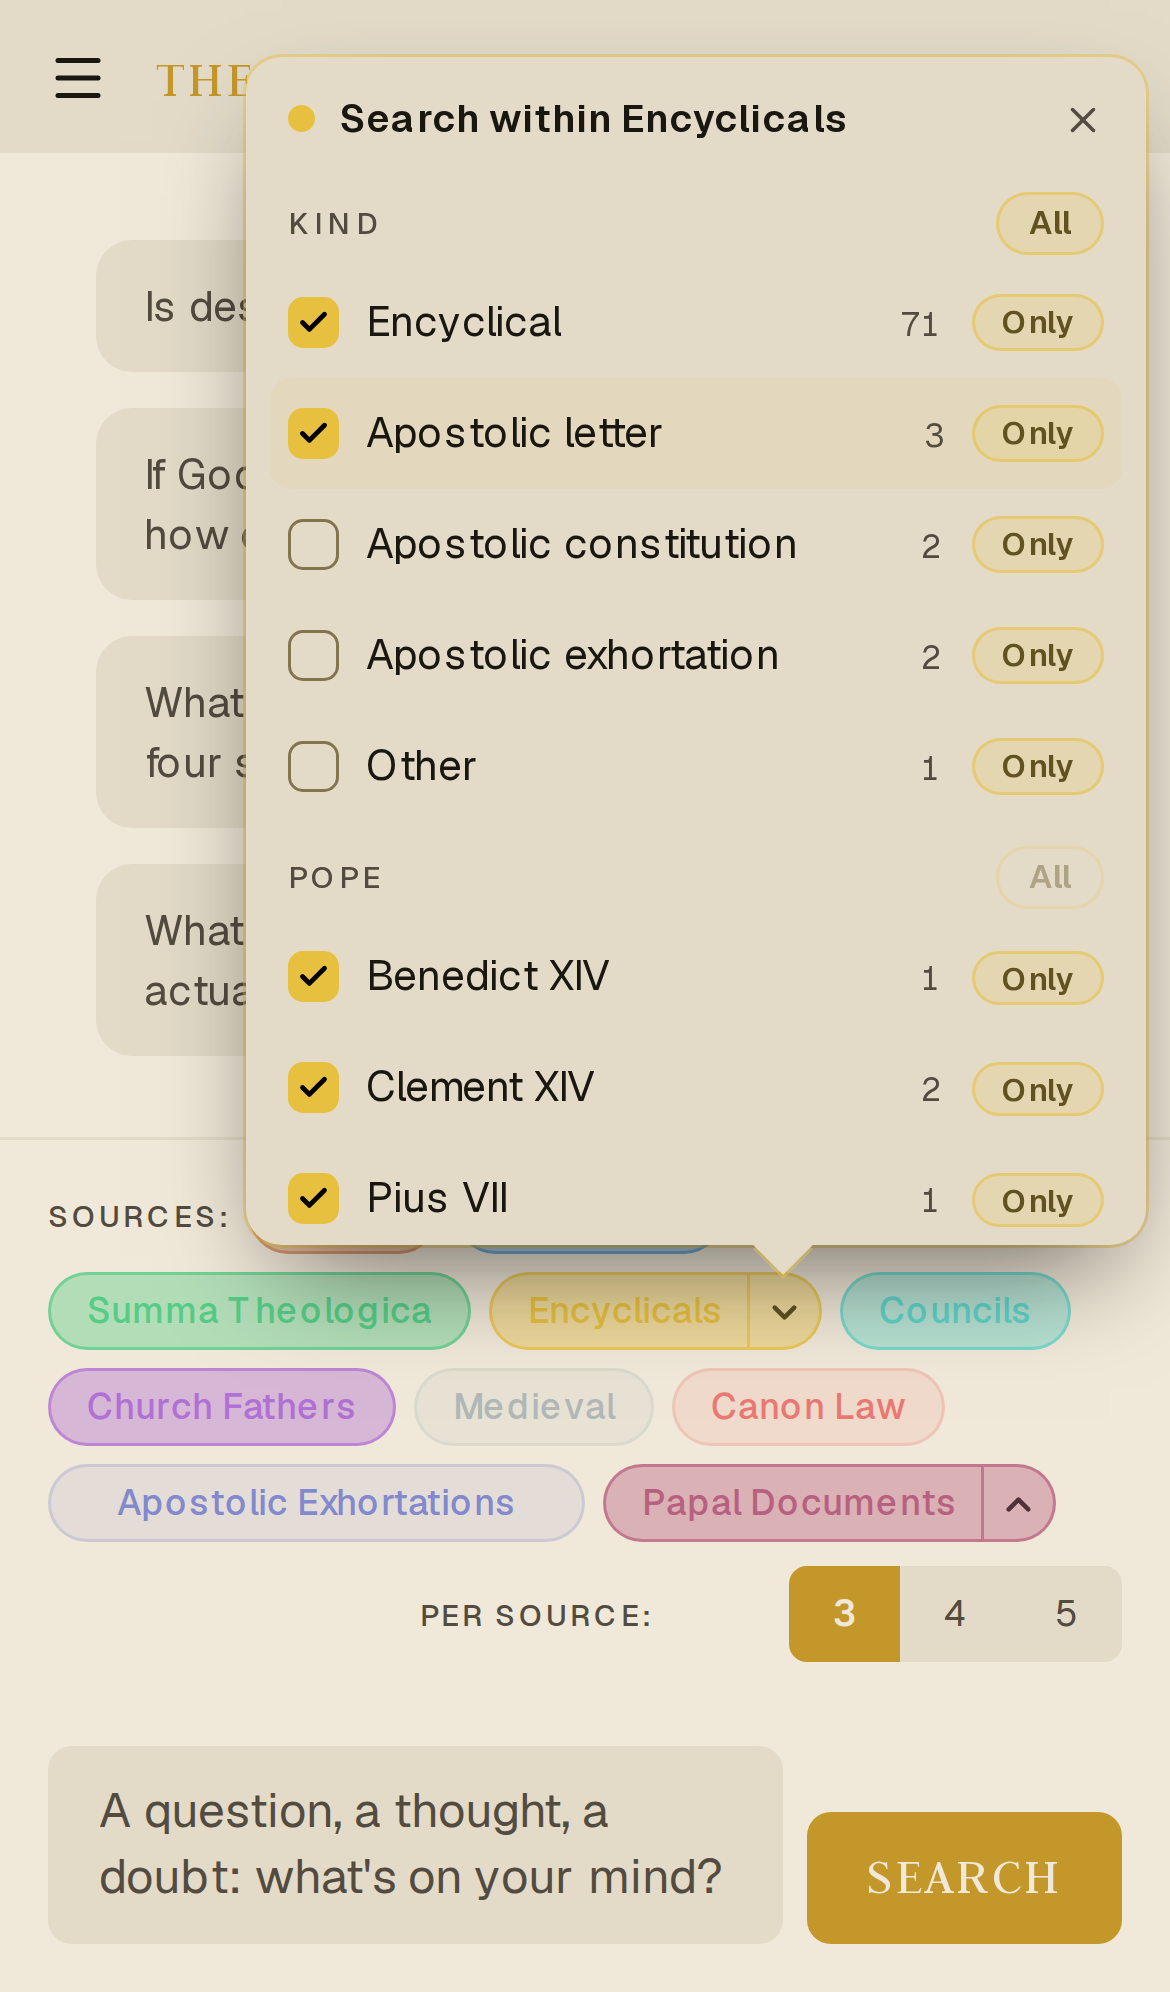 THE
Search within Encyclicals
KIND
All
Encyclical 71 Only
Apostolic letter 3 Only
Apostolic constitution 2 Only
Apostolic exhortation 2 Only
Other 1 Only
POPE
All
Benedict XIV 1 Only
Clement XIV 2 Only
Pius VII 1 Only
Is
If
how
What
four
What
SOURCES:
Summa Theologica
Encyclicals
Councils
Church Fathers
Medieval
Canon Law
Apostolic Exhortations
Papal Documents
PER SOURCE:
3 4 5
A question, a thought, a
doubt: what's on your mind?
SEARCH